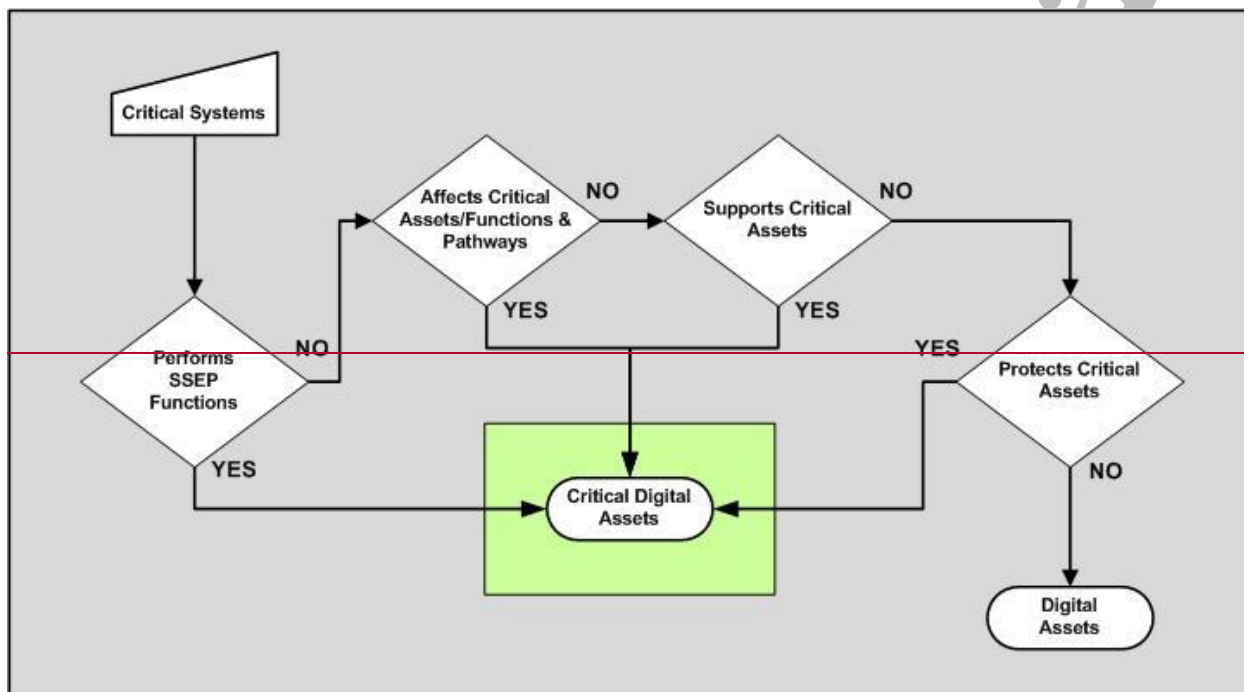 Critical Systems
Affects Critical
Assets/Functions &
Pathways
NO
Supports Critical
Assets
NO
YES
YES
Performs
SSEP
Functions
NO
YES
Protects Critical
Assets
YES
NO
Critical Digital
Assets
Digital
Assets